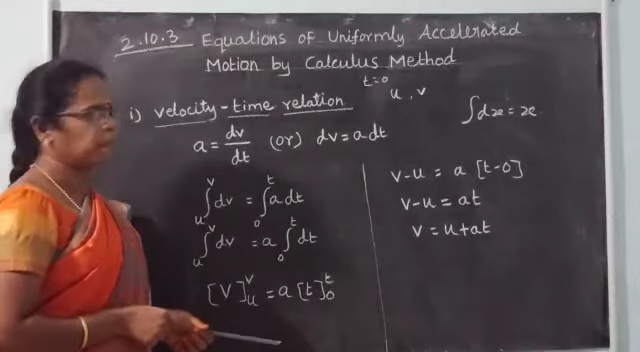 2.10.3 Equations of Uniformly Accelerated
Motion by Calculus Method
t=0
u, v
i) velocity-time relation
∫dx = x
a = dv/dt (or) dv = a dt
∫ᵤᵛ dv = ∫₀ᵗ a dt
∫ᵤᵛ dv = a ∫₀ᵗ dt
[V]ᵤᵛ = a [t]₀ᵗ
v-u = a [t-0]
v-u = at
v = u+at